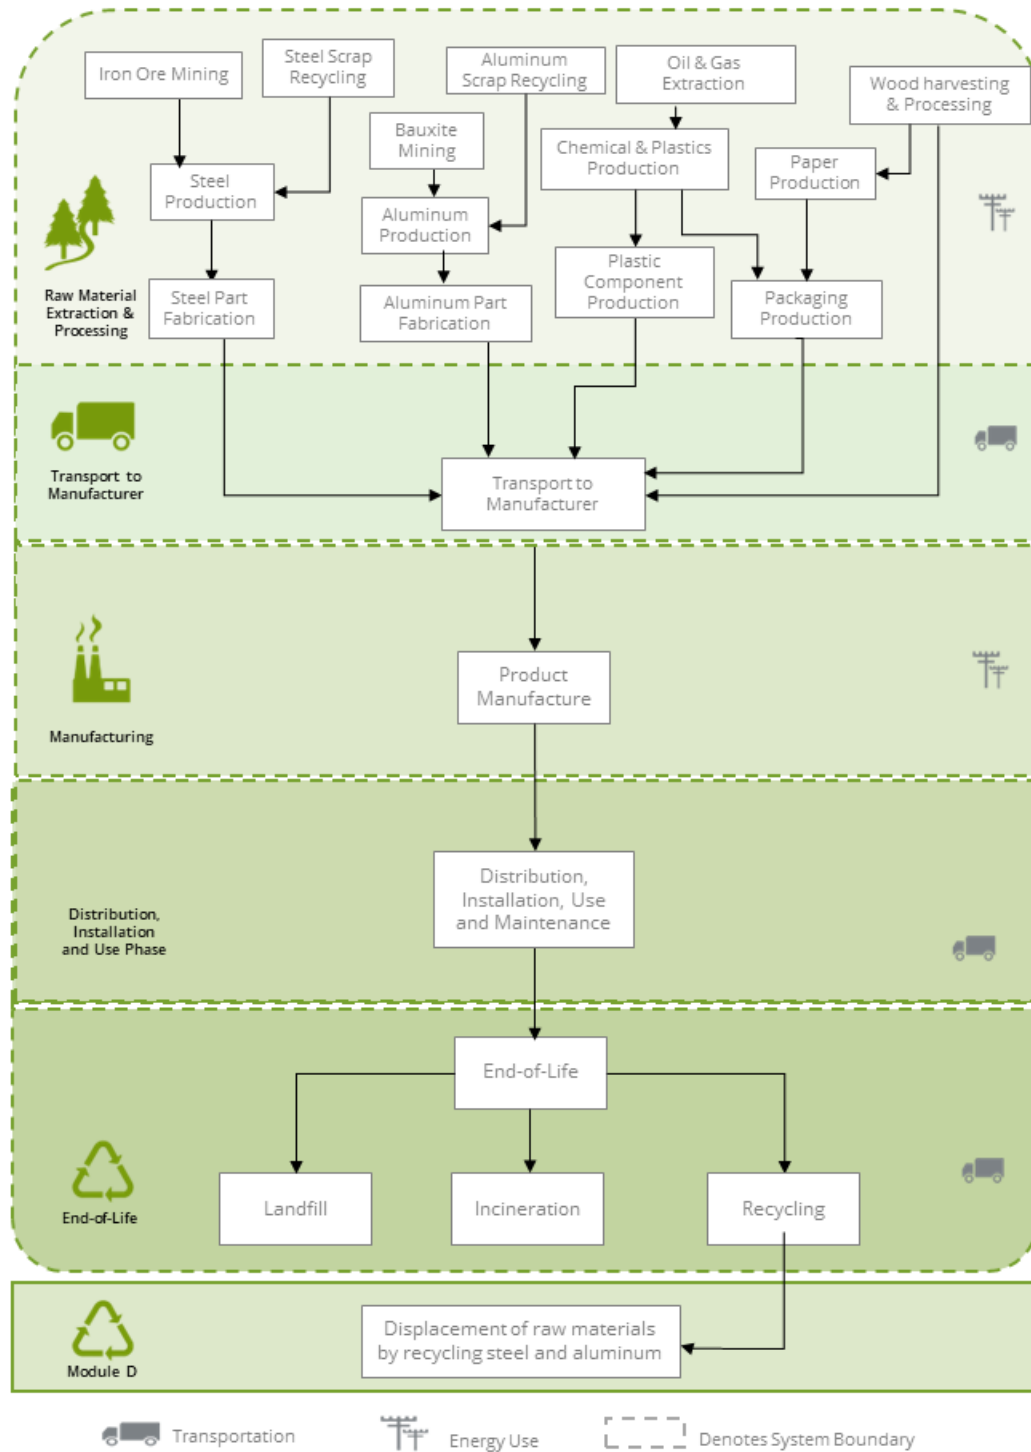 Iron Ore Mining
Steel Scrap
Recycling
Aluminum
Scrap Recycling
Oil & Gas
Extraction
Wood harvesting
& Processing
Bauxite
Mining
Chemical & Plastics
Production
Paper
Production
Steel
Production
Aluminum
Production
Plastic
Component
Production
Packaging
Production
Steel Part
Fabrication
Aluminum Part
Fabrication
Raw Material
Extraction &
Processing
Transport to
Manufacturer
Transport to
Manufacturer
Product
Manufacture
Manufacturing
Distribution,
Installation, Use
and Maintenance
Distribution,
Installation
and Use Phase
End-of-Life
Landfill
Incineration
Recycling
End-of-Life
Displacement of raw materials
by recycling steel and aluminum
Module D
Transportation
Energy Use
Denotes System Boundary